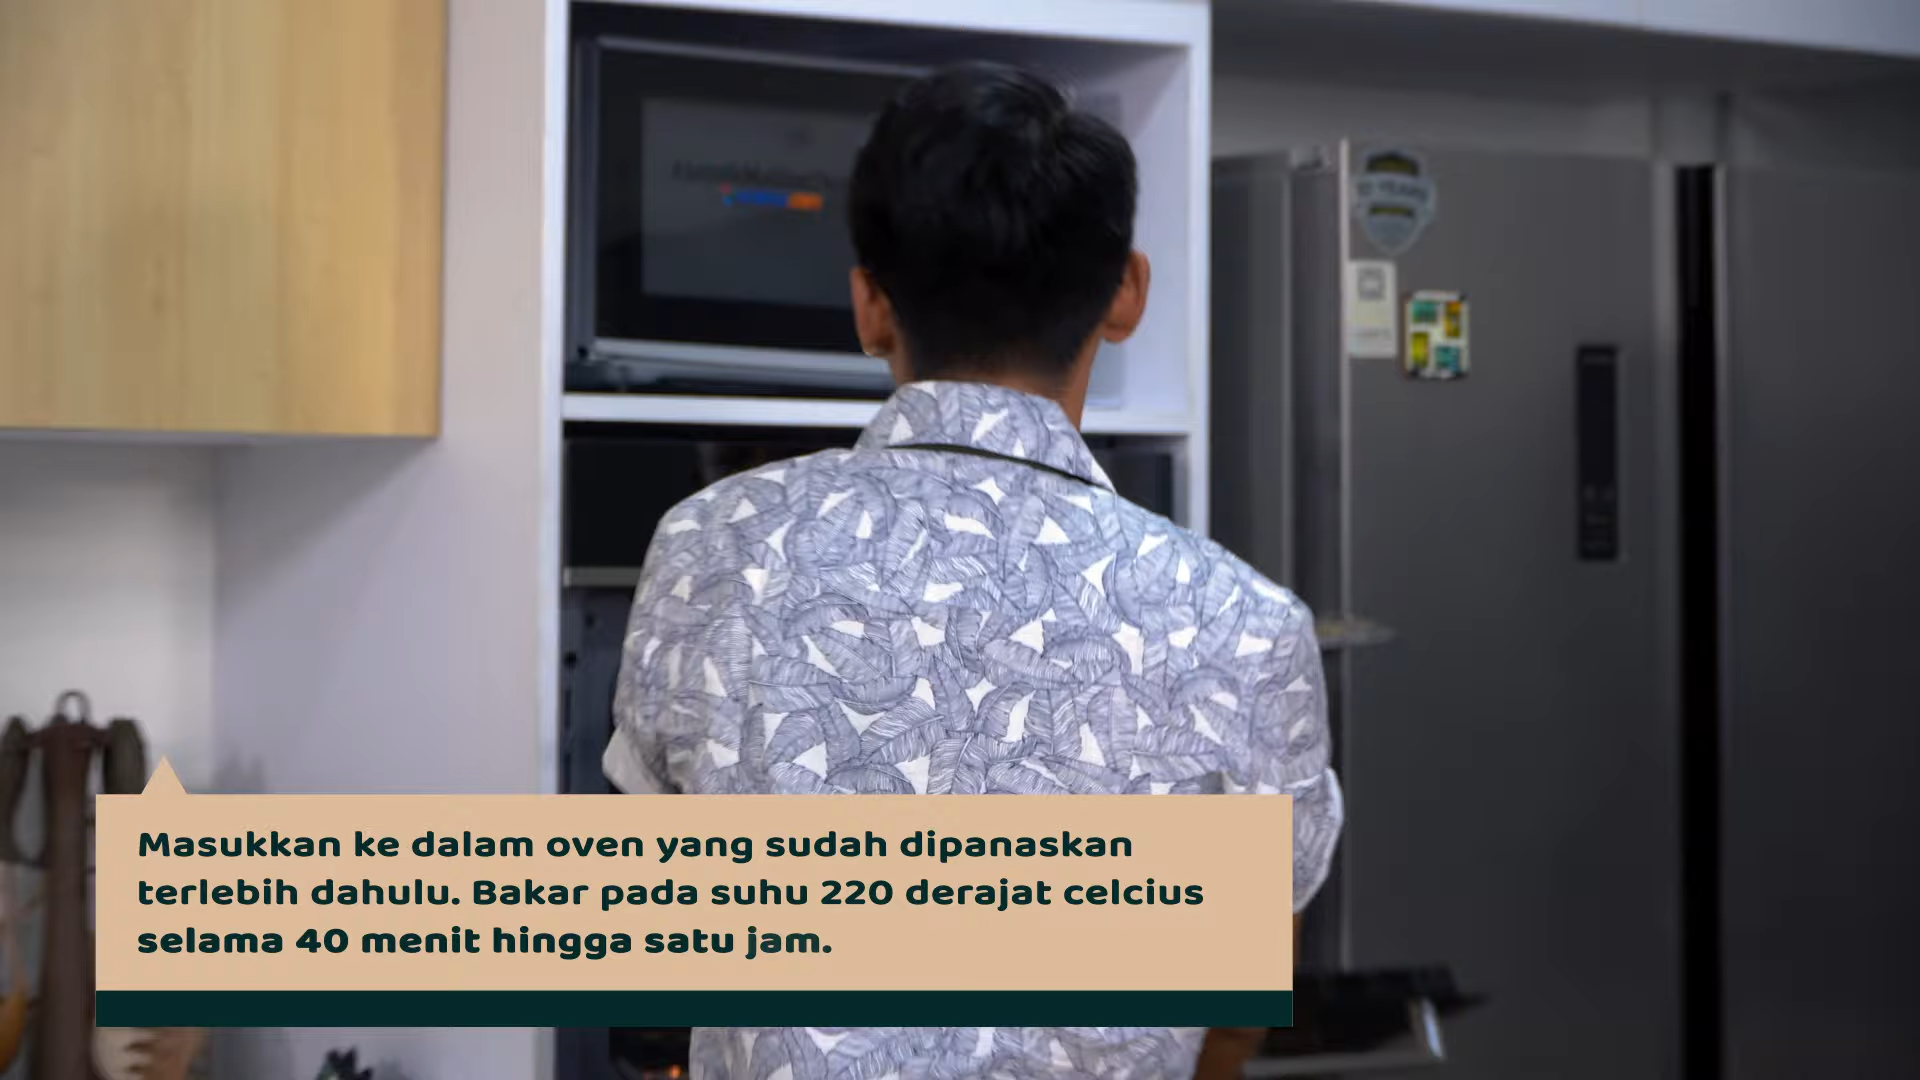 Masukkan ke dalam oven yang sudah dipanaskan
terlebih dahulu. Bakar pada suhu 220 derajat celcius
selama 40 menit hingga satu jam.